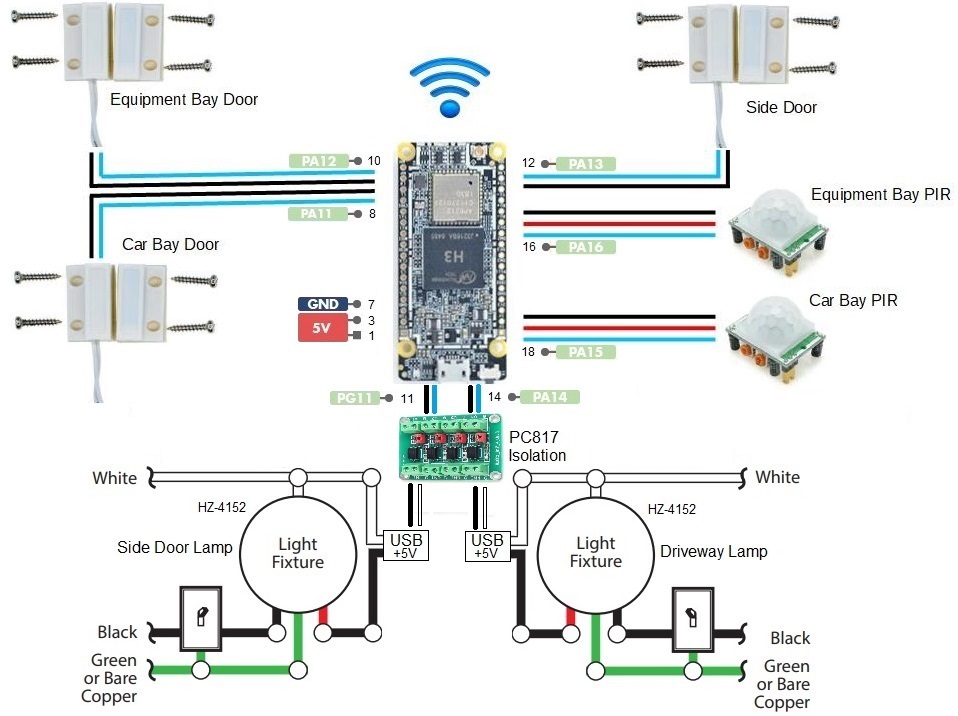 Equipment Bay Door
Side Door
PA12 10
12 PA13
PA11 8
Equipment Bay PIR
16 PA16
Car Bay Door
H3
GND 7
3
5V
1
Car Bay PIR
18 PA15
PG11 11
14 PA14
PC817
Isolation
White
White
HZ-4152
HZ-4152
Side Door Lamp
Light
Fixture
USB
+5V
USB
+5V
Light
Fixture
Driveway Lamp
Black
Black
Green
or Bare
Copper
Green
or Bare
Copper